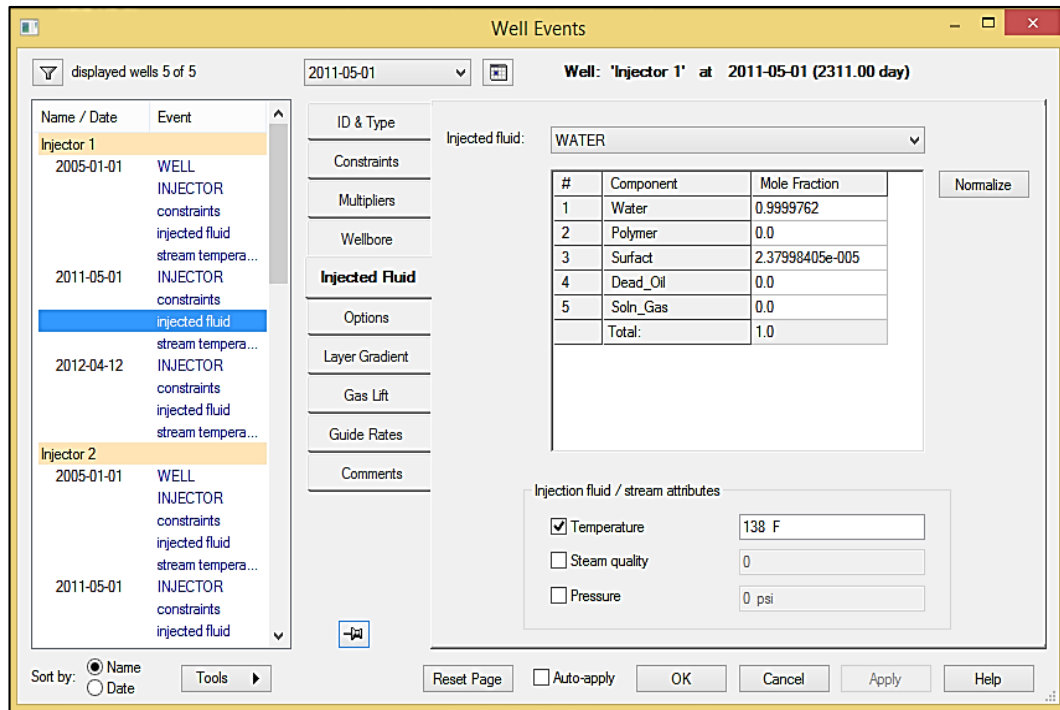 Well Events
displayed wells 5 of 5
2011-05-01
Well: 'Injector 1' at 2011-05-01 (2311.00 day)
Name / Date Event
Injector 1
2005-01-01 WELL
INJECTOR
constraints
injected fluid
stream tempera...
2011-05-01 INJECTOR
constraints
injected fluid
stream tempera...
2012-04-12 INJECTOR
constraints
injected fluid
stream tempera...
Injector 2
2005-01-01 WELL
INJECTOR
constraints
injected fluid
stream tempera...
2011-05-01 INJECTOR
constraints
injected fluid
ID & Type
Constraints
Multipliers
Wellbore
Injected Fluid
Options
Layer Gradient
Gas Lift
Guide Rates
Comments
Injected fluid: WATER
# Component Mole Fraction
1 Water 0.9999762
2 Polymer 0.0
3 Surfact 2.37998405e-005
4 Dead_Oil 0.0
5 Soln_Gas 0.0
Total: 1.0
Normalize
Injection fluid / stream attributes
Temperature 138 F
Steam quality 0
Pressure 0 psi
Sort by: Name
Date
Tools
Reset Page
Auto-apply
OK
Cancel
Apply
Help